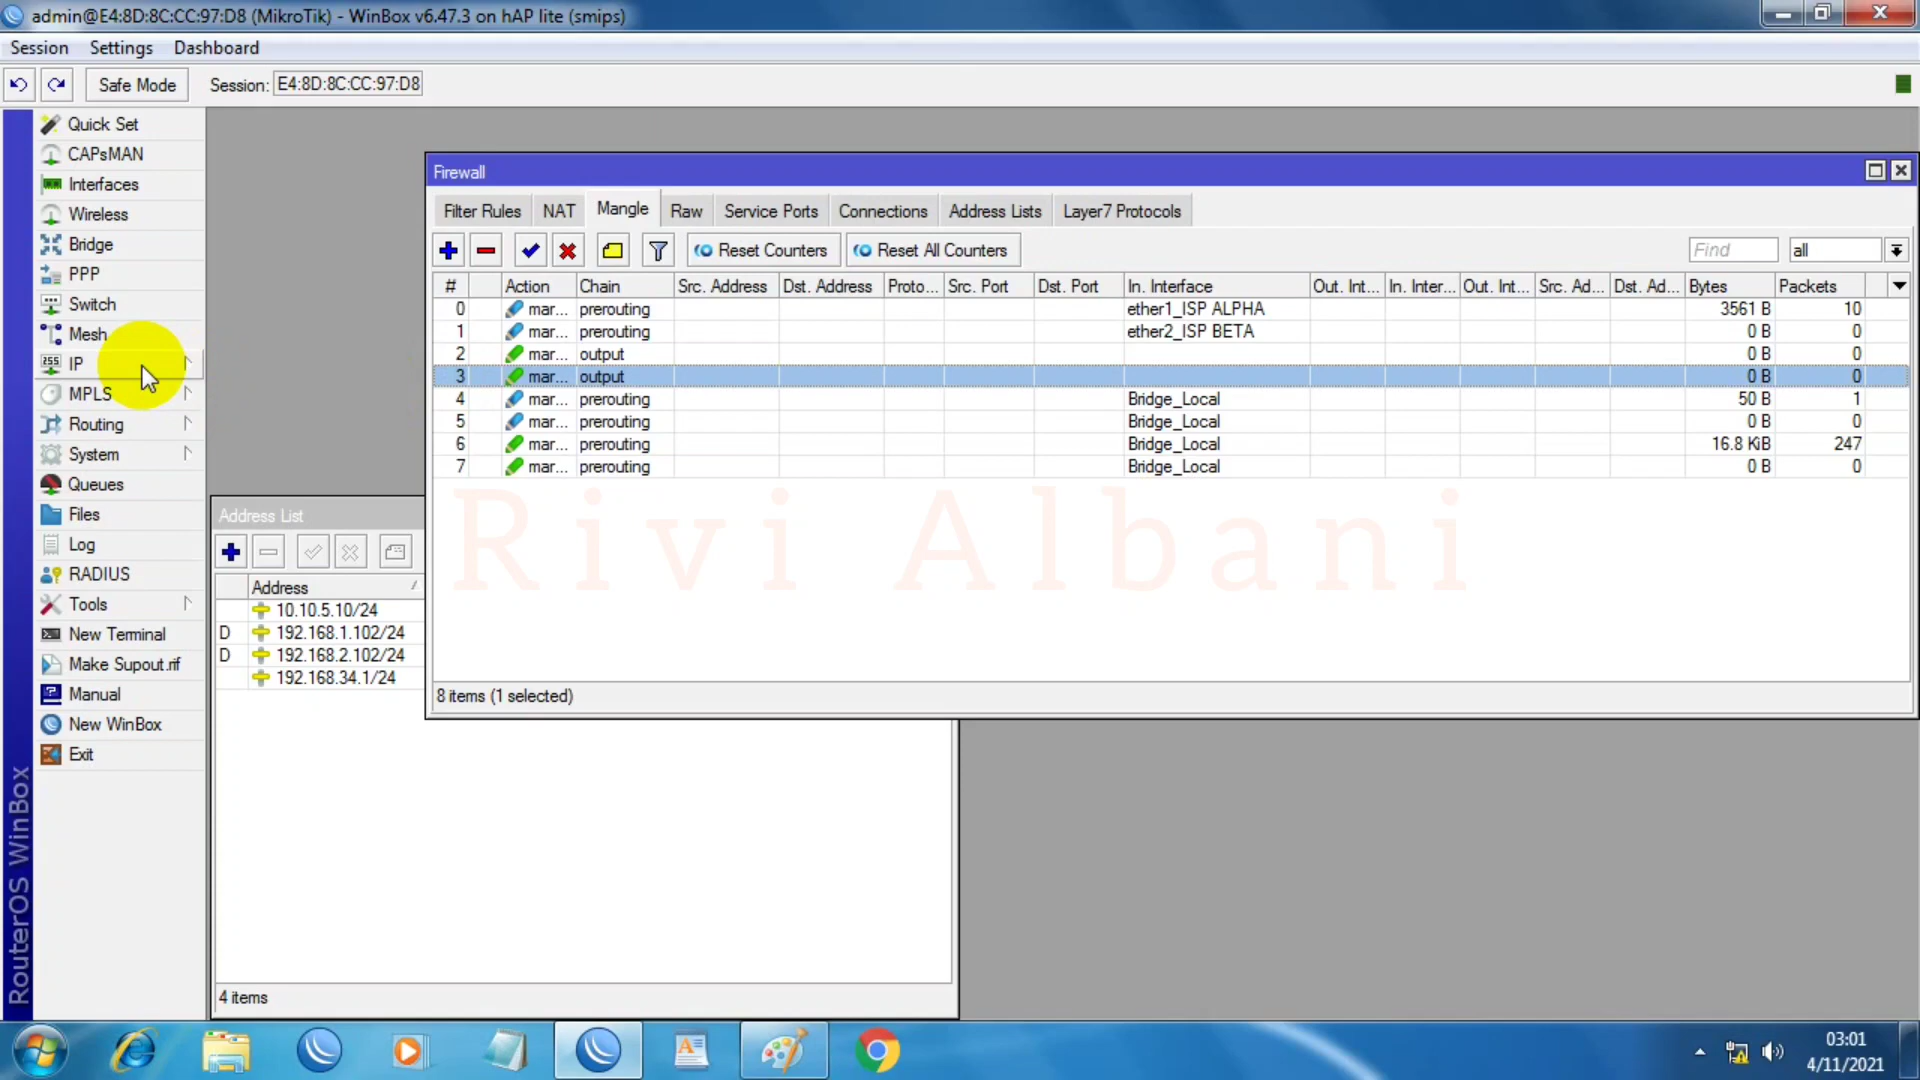 admin@E4:8D:8C:CC:97:D8 (MikroTik) - WinBox v6.47.3 on hAP lite (smips)
Session Settings Dashboard
Safe Mode Session: E4:8D:8C:CC:97:D8
Quick Set
CAPsMAN
Interfaces
Wireless
Bridge
PPP
Switch
Mesh
IP
MPLS
Routing
System
Queues
Files
Log
RADIUS
Tools
New Terminal
Make Supout.rif
Manual
New WinBox
Exit
RouterOS WinBox
Firewall
Filter Rules NAT Mangle Raw Service Ports Connections Address Lists Layer7 Protocols
Reset Counters Reset All Counters Find all
# Action Chain Src. Address Dst. Address Proto... Src. Port Dst. Port In. Interface Out. Int... In. Inter... Out. Int... Src. Ad... Dst. Ad... Bytes Packets
0 mar... prerouting ether1_ISP ALPHA 3561 B 10
1 mar... prerouting ether2_ISP BETA 0 B 0
2 mar... output 0 B 0
3 mar... output 0 B 0
4 mar... prerouting Bridge_Local 50 B 1
5 mar... prerouting Bridge_Local 0 B 0
6 mar... prerouting Bridge_Local 16.8 KiB 247
7 mar... prerouting Bridge_Local 0 B 0
Rivi Albani
8 items (1 selected)
Address List
Address
10.10.5.10/24
D 192.168.1.102/24
D 192.168.2.102/24
192.168.34.1/24
4 items
03:01
4/11/2021